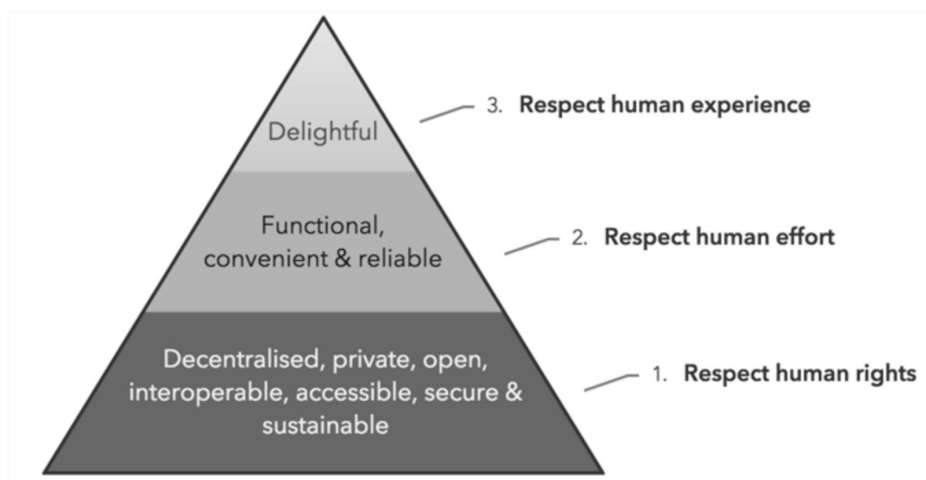 Delightful
3. Respect human experience
Functional,
convenient & reliable
2. Respect human effort
Decentralised, private, open,
interoperable, accessible, secure &
sustainable
1. Respect human rights